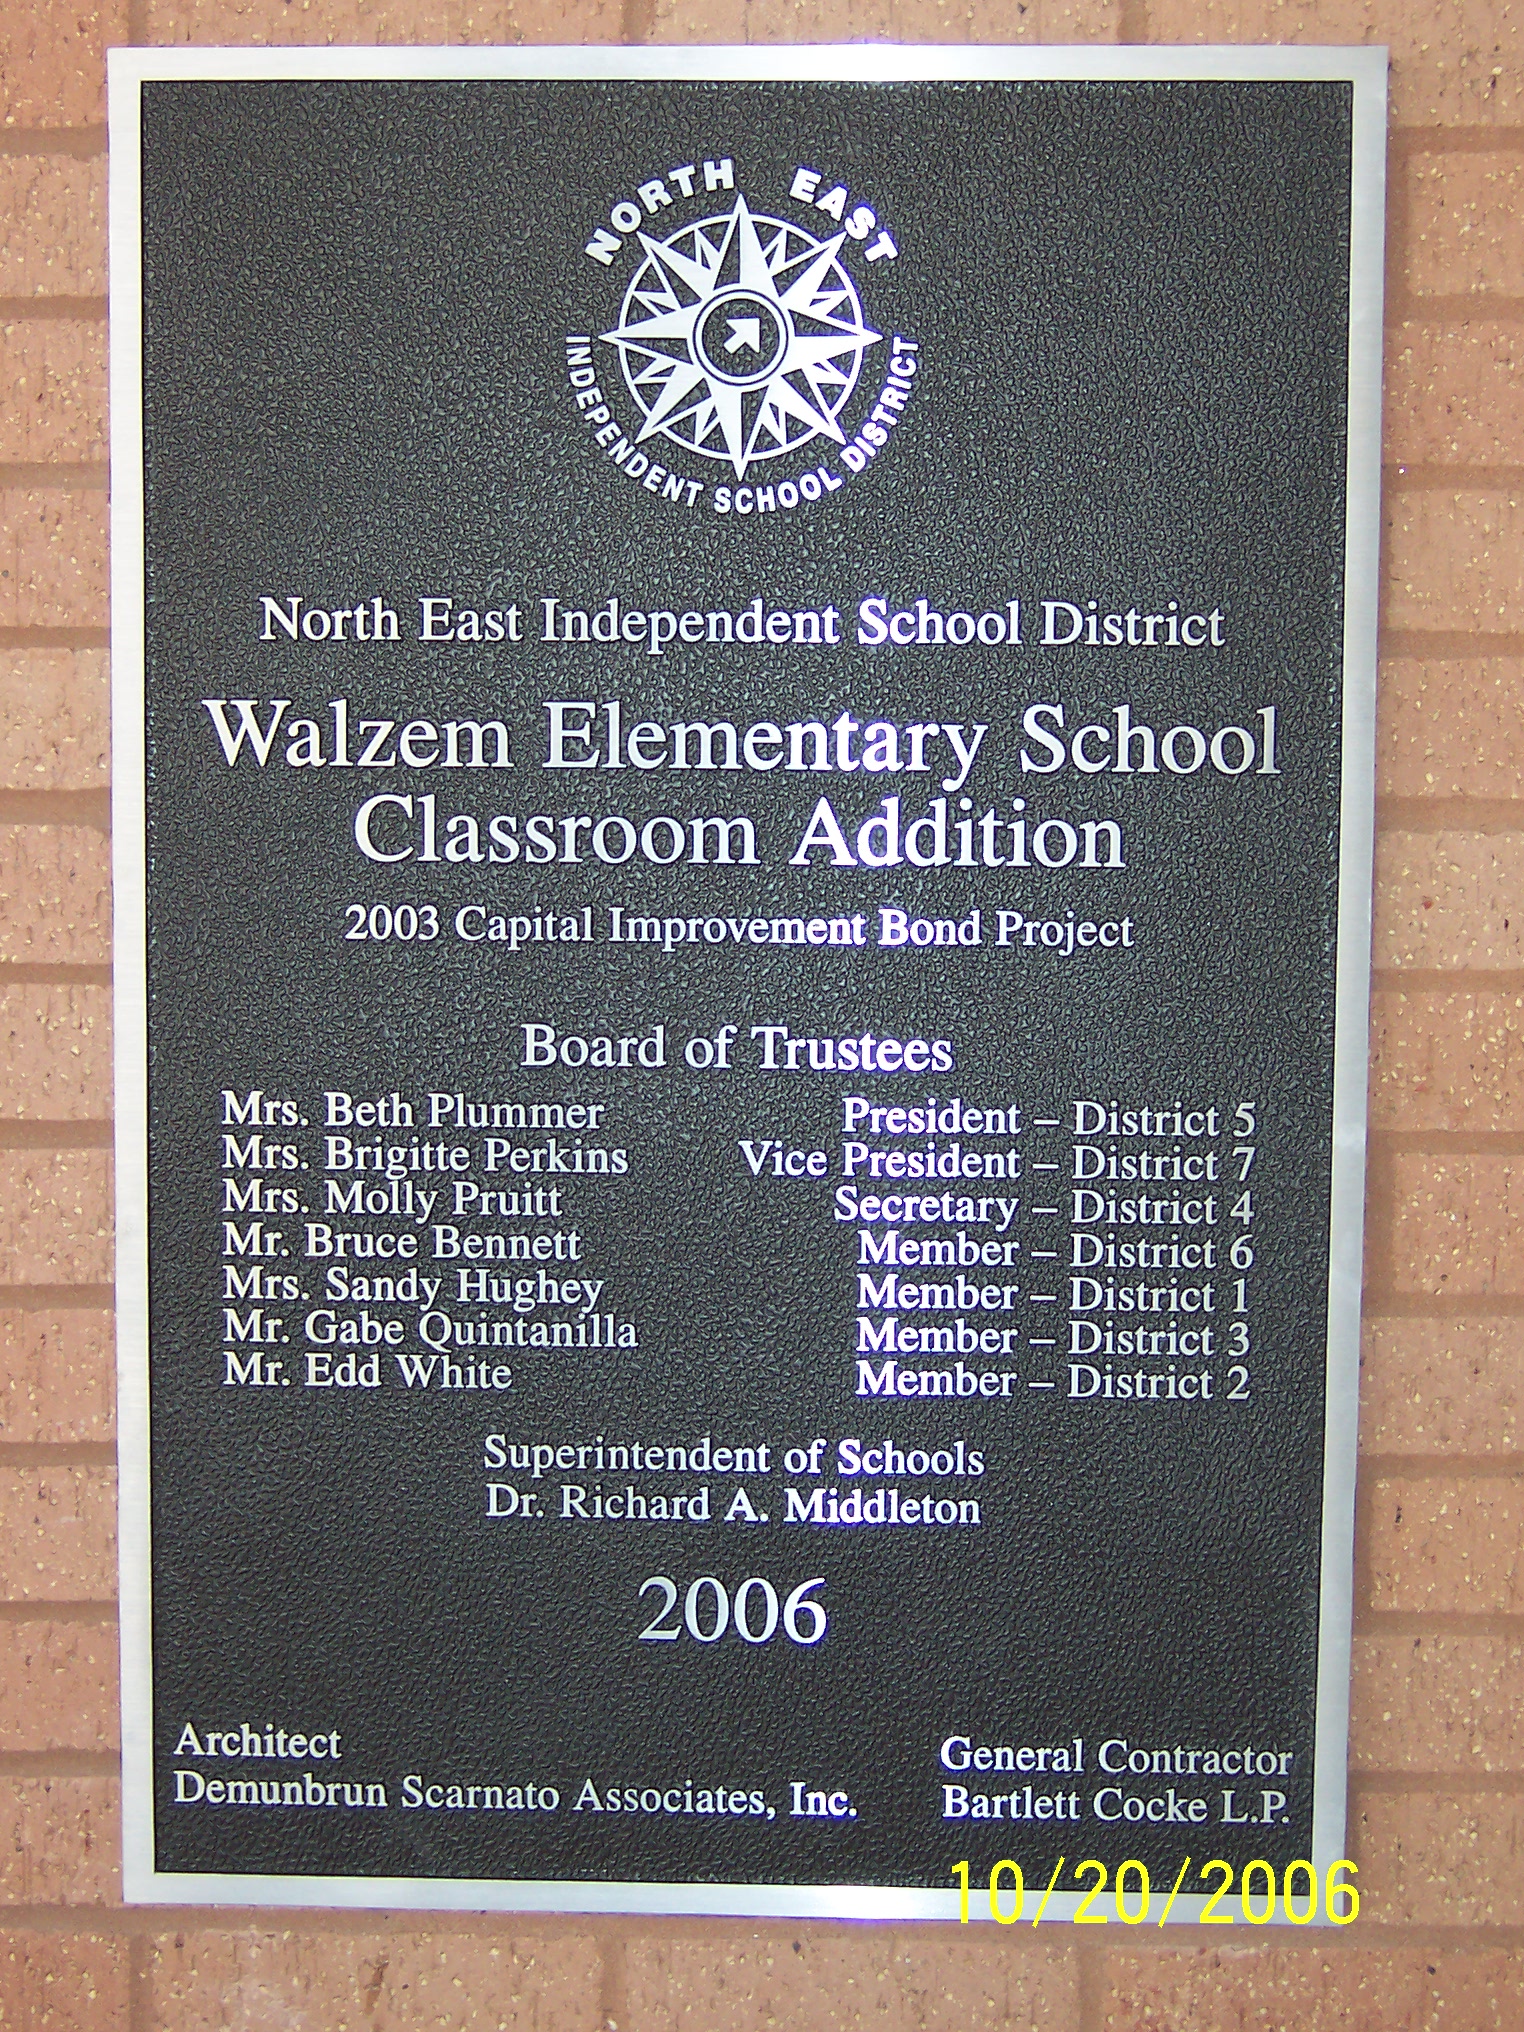 NORTH EAST
INDEPENDENT SCHOOL DISTRICT
North East Independent School District
Walzem Elementary School
Classroom Addition
2003 Capital Improvement Bond Project
Board of Trustees
Mrs. Beth Plummer President – District 5
Mrs. Brigitte Perkins Vice President – District 7
Mrs. Molly Pruitt Secretary – District 4
Mr. Bruce Bennett Member – District 6
Mrs. Sandy Hughey Member – District 1
Mr. Gabe Quintanilla Member – District 3
Mr. Edd White Member – District 2
Superintendent of Schools
Dr. Richard A. Middleton
2006
Architect
Demunbrun Scarnato Associates, Inc.
General Contractor
Bartlett Cocke L.P.
10/20/2006